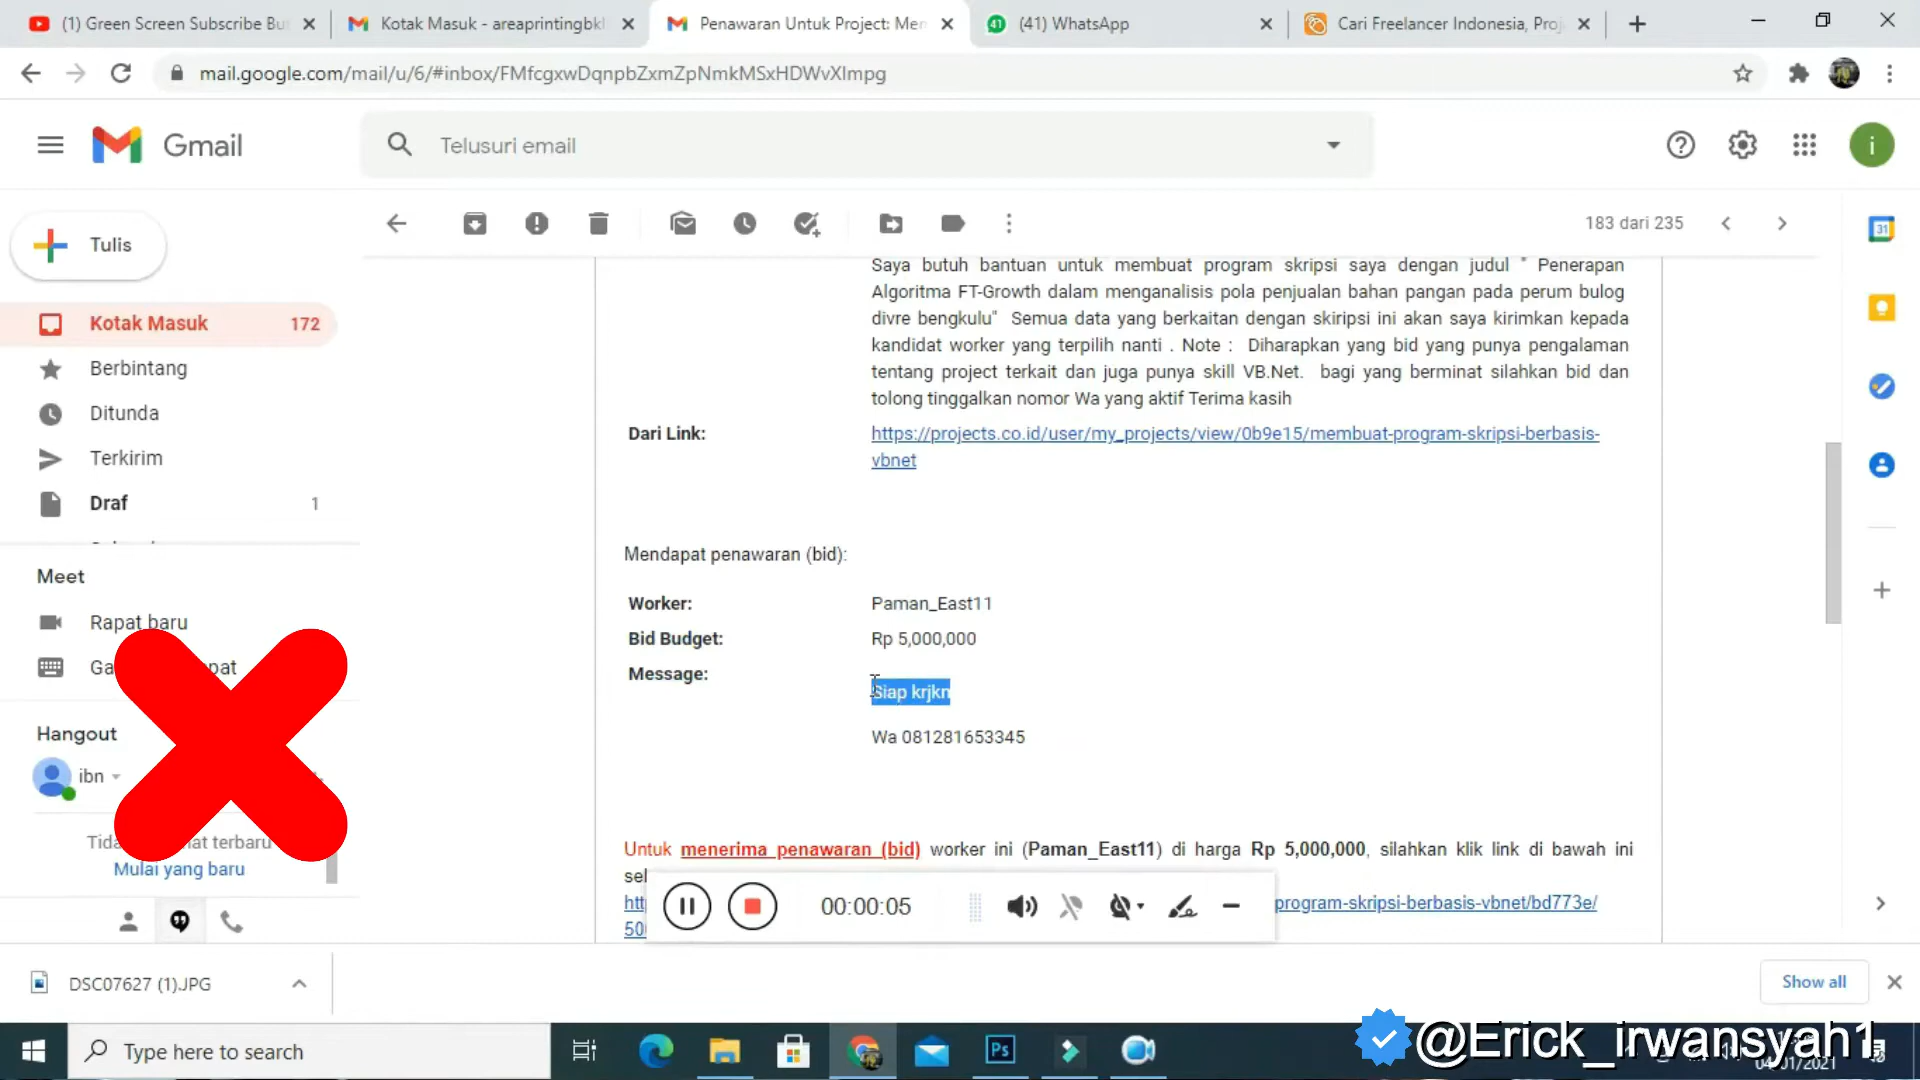 (1) Green Screen Subscribe Bu
Kotak Masuk - areaprintingbkl
Penawaran Untuk Project: Mem
(41) WhatsApp
Cari Freelancer Indonesia, Proj
mail.google.com/mail/u/6/#inbox/FMfcgxwDqnpbZxmZpNmkMSxHDWvXlmpg
Gmail
Telusuri email
i
Tulis
183 dari 235
Kotak Masuk 172
Berbintang
Ditunda
Terkirim
Draf 1
Meet
Rapat baru
Hangout
ibn
Mulai yang baru
Saya butuh bantuan untuk membuat program skripsi saya dengan judul " Penerapan
Algoritma FT-Growth dalam menganalisis pola penjualan bahan pangan pada perum bulog
divre bengkulu" Semua data yang berkaitan dengan skiripsi ini akan saya kirimkan kepada
kandidat worker yang terpilih nanti . Note : Diharapkan yang bid yang punya pengalaman
tentang project terkait dan juga punya skill VB.Net. bagi yang berminat silahkan bid dan
tolong tinggalkan nomor Wa yang aktif Terima kasih
Dari Link: https://projects.co.id/user/my_projects/view/0b9e15/membuat-program-skripsi-berbasis-
vbnet
Mendapat penawaran (bid):
Worker: Paman_East11
Bid Budget: Rp 5,000,000
Message:
Siap krjkn
Wa 081281653345
Untuk menerima penawaran (bid) worker ini (Paman_East11) di harga Rp 5,000,000, silahkan klik link di bawah ini
program-skripsi-berbasis-vbnet/bd773e/
00:00:05
31
DSC07627 (1).JPG
Show all
Type here to search
Ps
@Erick_irwansyah1
04/01/2021